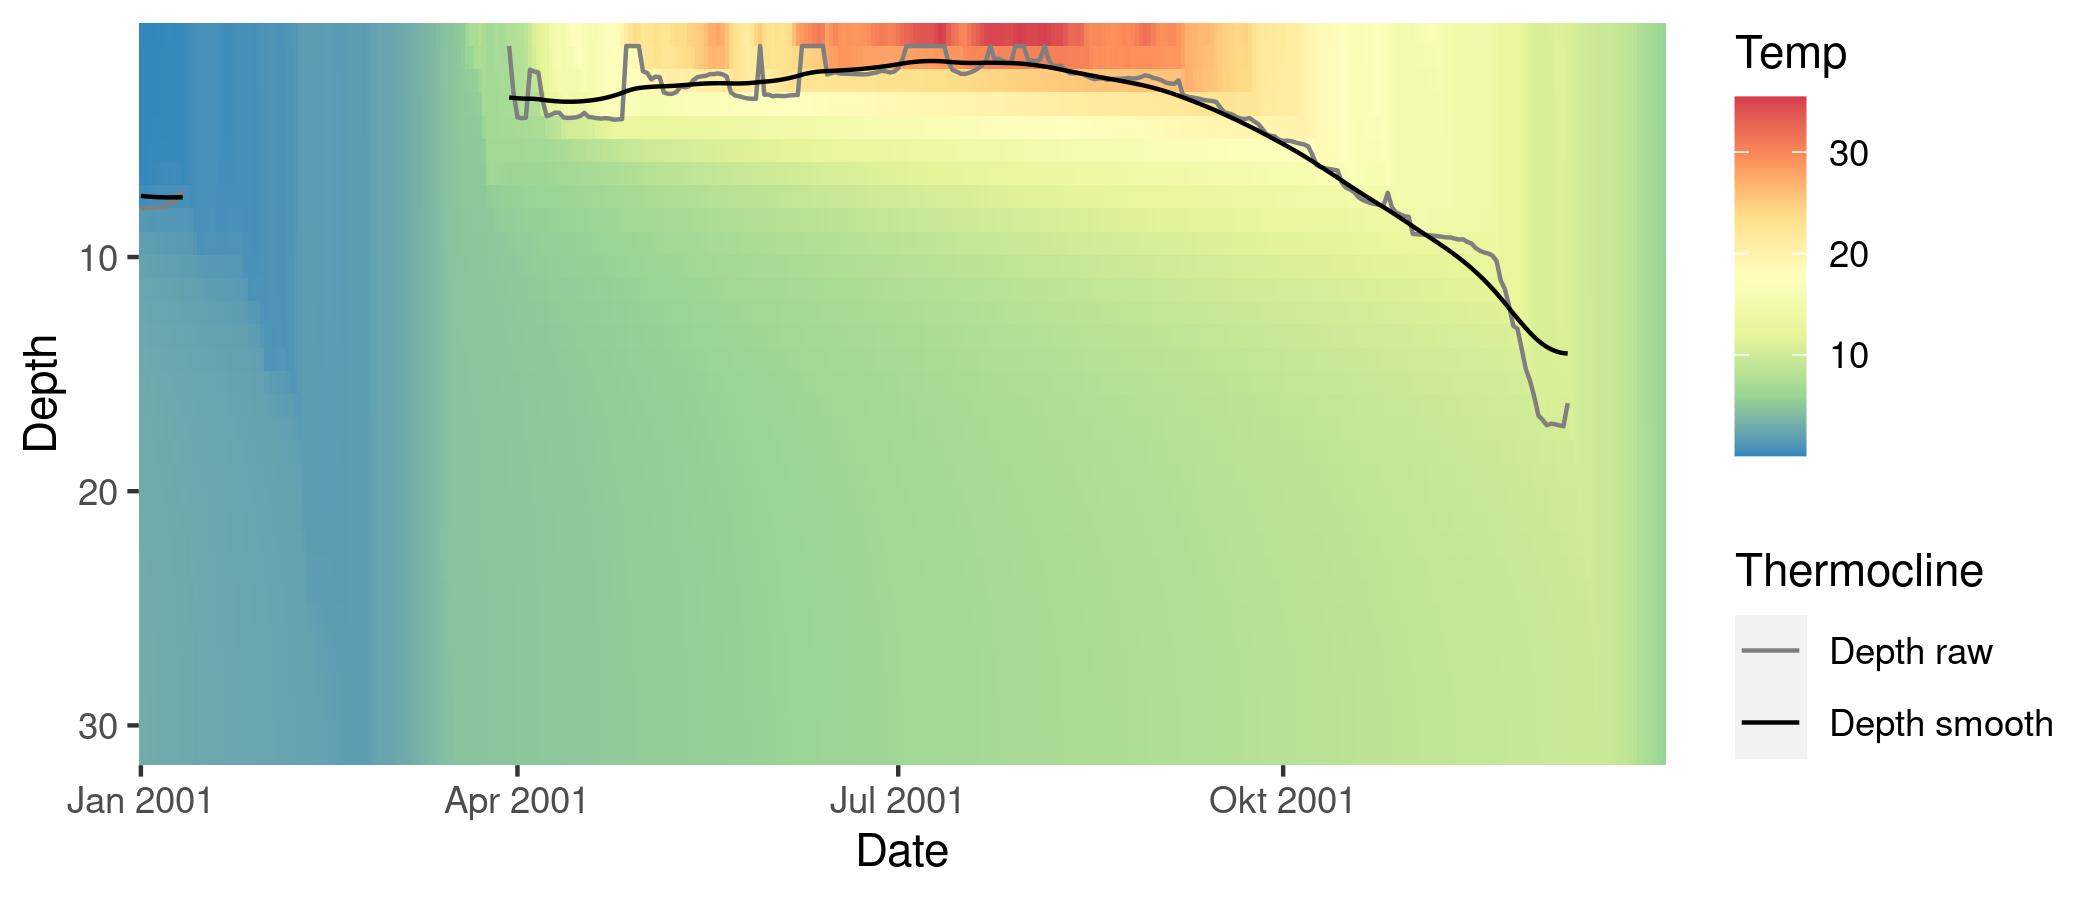 Depth
10
20
30
Jan 2001
Apr 2001
Jul 2001
Okt 2001
Date
Temp
30
20
10
Thermocline
Depth raw
Depth smooth